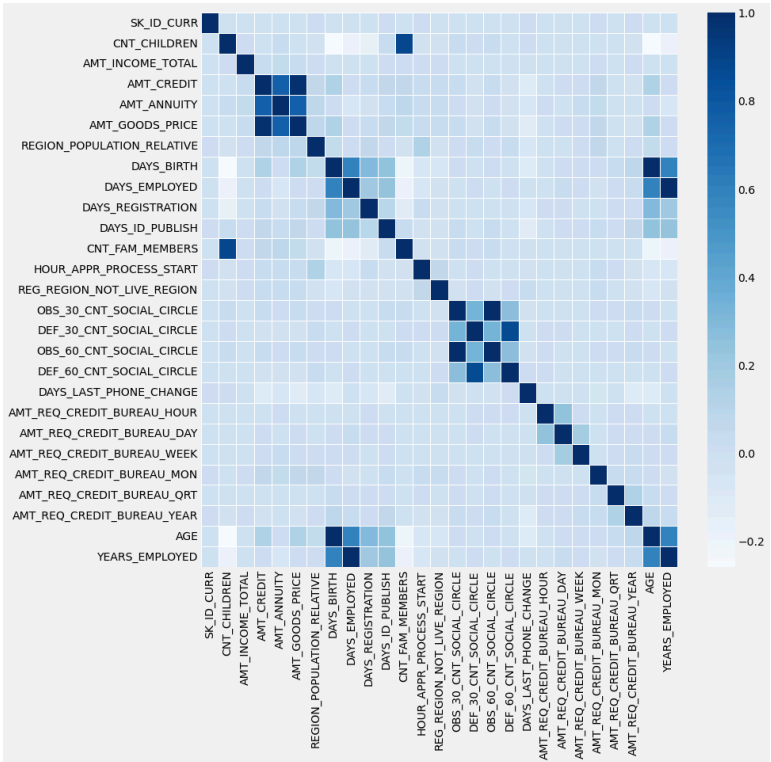 SK_ID_CURR
CNT_CHILDREN
AMT_INCOME_TOTAL
AMT_CREDIT
AMT_ANNUITY
AMT_GOODS_PRICE
REGION_POPULATION_RELATIVE
DAYS_BIRTH
DAYS_EMPLOYED
DAYS_REGISTRATION
DAYS_ID_PUBLISH
CNT_FAM_MEMBERS
HOUR_APPR_PROCESS_START
REG_REGION_NOT_LIVE_REGION
OBS_30_CNT_SOCIAL_CIRCLE
DEF_30_CNT_SOCIAL_CIRCLE
OBS_60_CNT_SOCIAL_CIRCLE
DEF_60_CNT_SOCIAL_CIRCLE
DAYS_LAST_PHONE_CHANGE
AMT_REQ_CREDIT_BUREAU_HOUR
AMT_REQ_CREDIT_BUREAU_DAY
AMT_REQ_CREDIT_BUREAU_WEEK
AMT_REQ_CREDIT_BUREAU_MON
AMT_REQ_CREDIT_BUREAU_QRT
AMT_REQ_CREDIT_BUREAU_YEAR
AGE
YEARS_EMPLOYED
SK_ID_CURR
CNT_CHILDREN
AMT_INCOME_TOTAL
AMT_CREDIT
AMT_ANNUITY
AMT_GOODS_PRICE
REGION_POPULATION_RELATIVE
DAYS_BIRTH
DAYS_EMPLOYED
DAYS_REGISTRATION
DAYS_ID_PUBLISH
CNT_FAM_MEMBERS
HOUR_APPR_PROCESS_START
REG_REGION_NOT_LIVE_REGION
OBS_30_CNT_SOCIAL_CIRCLE
DEF_30_CNT_SOCIAL_CIRCLE
OBS_60_CNT_SOCIAL_CIRCLE
DEF_60_CNT_SOCIAL_CIRCLE
DAYS_LAST_PHONE_CHANGE
AMT_REQ_CREDIT_BUREAU_HOUR
AMT_REQ_CREDIT_BUREAU_DAY
AMT_REQ_CREDIT_BUREAU_WEEK
AMT_REQ_CREDIT_BUREAU_MON
AMT_REQ_CREDIT_BUREAU_QRT
AMT_REQ_CREDIT_BUREAU_YEAR
AGE
YEARS_EMPLOYED
1.0
0.8
0.6
0.4
0.2
0.0
−0.2